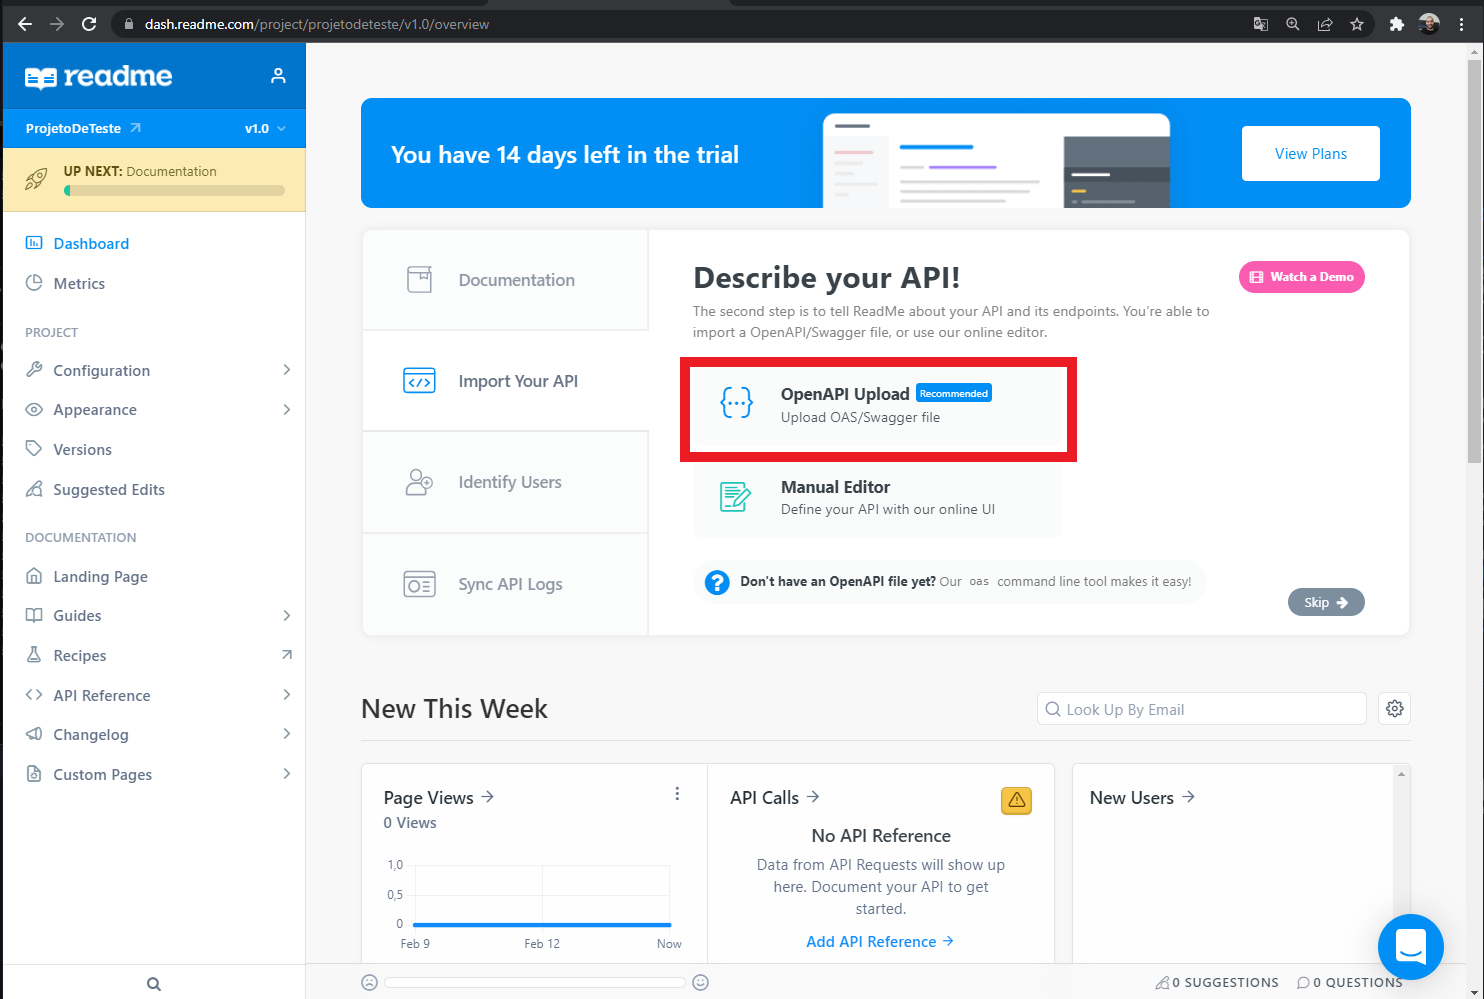 dash.readme.com/project/projetodeteste/v1.0/overview
readme
ProjetoDeTeste
v1.0
UP NEXT: Documentation
Dashboard
Metrics
PROJECT
Configuration
Appearance
Versions
Suggested Edits
DOCUMENTATION
Landing Page
Guides
Recipes
API Reference
Changelog
Custom Pages
You have 14 days left in the trial
View Plans
Documentation
Import Your API
Identify Users
Sync API Logs
Describe your API!
Watch a Demo
The second step is to tell ReadMe about your API and its endpoints. You're able to
import a OpenAPI/Swagger file, or use our online editor.
OpenAPI Upload Recommended
Upload OAS/Swagger file
Manual Editor
Define your API with our online UI
Don't have an OpenAPI file yet? Our oas command line tool makes it easy!
Skip
New This Week
Look Up By Email
Page Views
0 Views
1,0
0,5
0
Feb 9
Feb 12
Now
API Calls
No API Reference
Data from API Requests will show up
here. Document your API to get
started.
Add API Reference
New Users
0 SUGGESTIONS
0 QUESTIONS